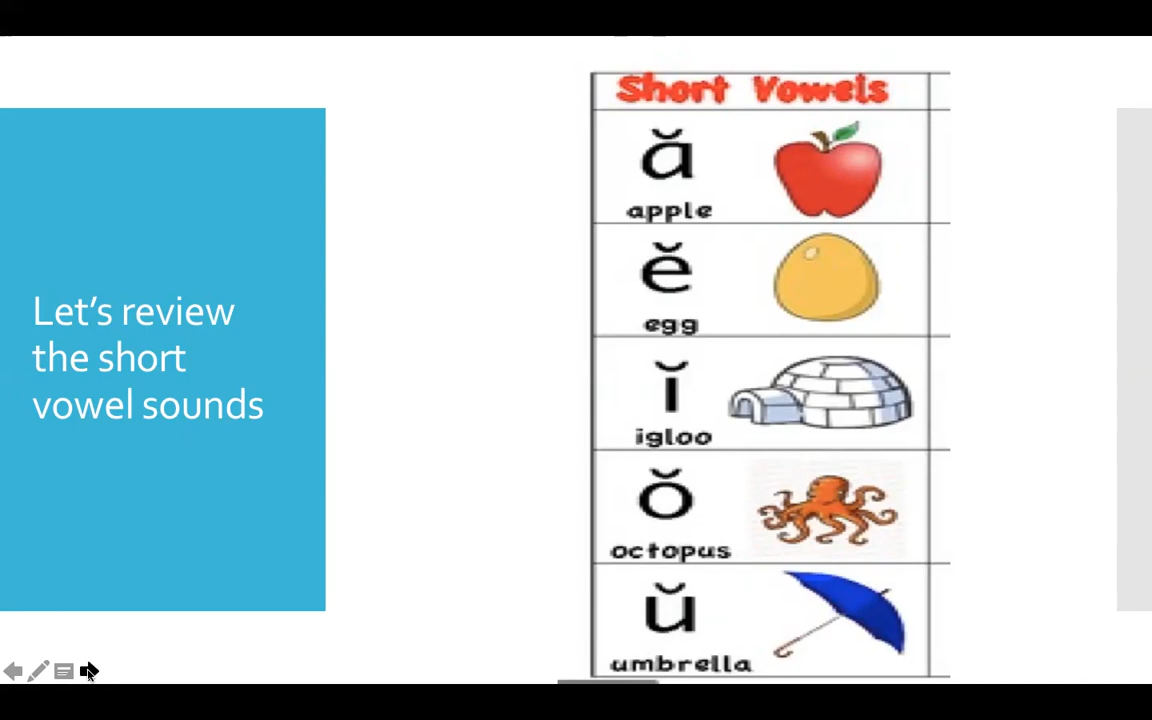 Let's review
the short
vowel sounds
Short Vowels
ă
apple
ĕ
egg
ĭ
igloo
ŏ
octopus
ŭ
umbrella